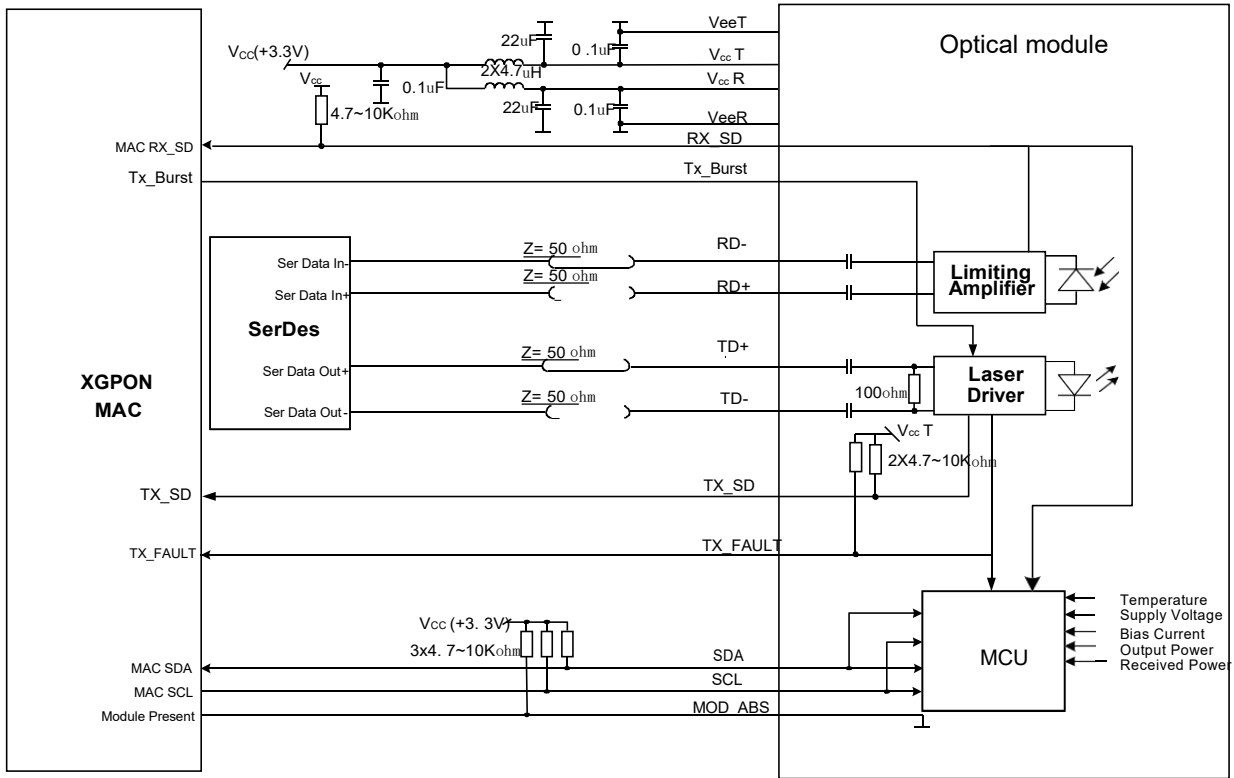 VeeT
Optical module
22uF
0 .1uF
Vcc(+3.3V)
Vcc T
2X4.7uH
Vcc
Vcc R
0.1uF
22uF
0.1uF
4.7~10Kohm
VeeR
MAC RX_SD
RX_SD
Tx_Burst
Tx_Burst
Z= 50 ohm
RD-
Ser Data In-
Limiting
Amplifier
Z= 50 ohm
RD+
Ser Data In+
SerDes
Z= 50 ohm
TD+
Ser Data Out+
Laser
Driver
XGPON
MAC
100ohm
Z= 50 ohm
TD-
Ser Data Out-
Vcc T
2X4.7~10Kohm
TX_SD
TX_SD
TX_FAULT
TX_FAULT
Temperature
Supply Voltage
Bias Current
Output Power
Received Power
MCU
Vcc (+3. 3V)
3x4. 7~10Kohm
MAC SDA
SDA
MAC SCL
SCL
Module Present
MOD_ABS